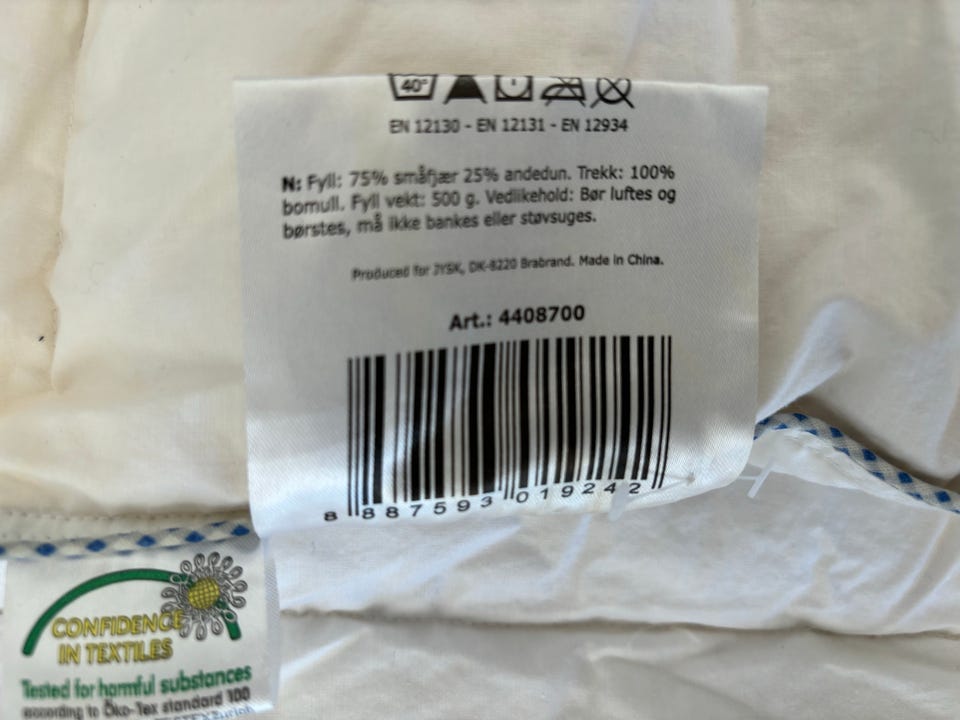 40°
EN 12130 - EN 12131 - EN 12934
N: Fyll: 75% småfjær 25% andedun. Trekk: 100%
bomull. Fyll vekt: 500 g. Vedlikehold: Bør luftes og
børstes, må ikke bankes eller støvsuges.
Produced for JYSK, DK-8220 Brabrand. Made in China.
Art.: 4408700
8 887593 019242
CONFIDENCE
IN TEXTILES
Tested for harmful substances
according to Öko-Tex standard 100